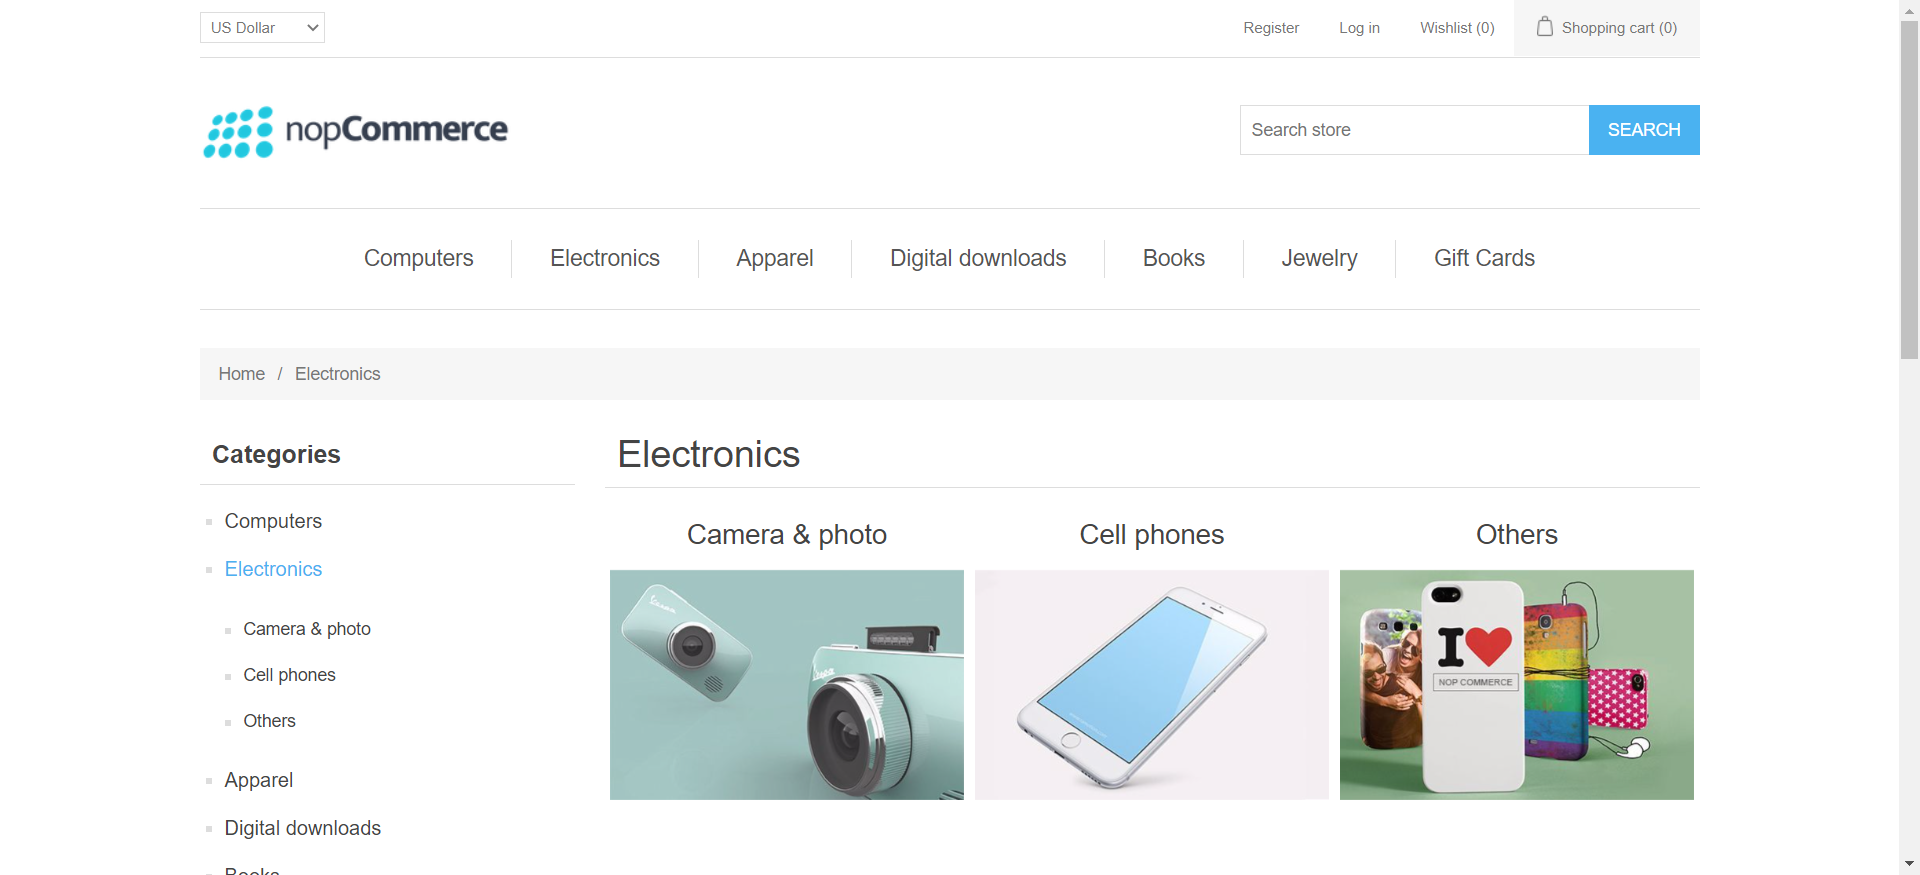 US Dollar
Register
Log in
Wishlist (0)
Shopping cart (0)
nopCommerce
Search store
SEARCH
Computers
Electronics
Apparel
Digital downloads
Books
Jewelry
Gift Cards
Home / Electronics
Categories
Computers
Electronics
Camera & photo
Cell phones
Others
Apparel
Digital downloads
Books
Electronics
Camera & photo
Cell phones
Others
I
NOP COMMERCE